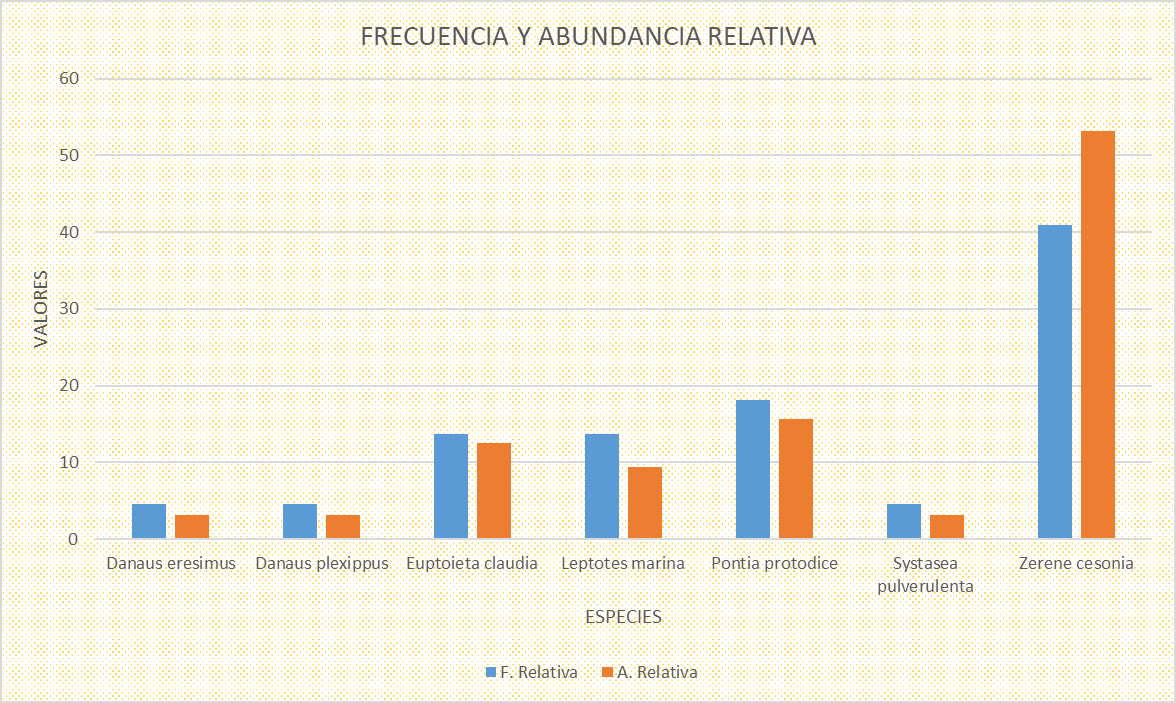 FRECUENCIA Y ABUNDANCIA RELATIVA
60
50
40
30
20
10
0
VALORES
Danaus eresimus
Danaus plexippus
Euptoieta claudia
Leptotes marina
Pontia protodice
Systasea
pulverulenta
Zerene cesonia
ESPECIES
F. Relativa
A. Relativa